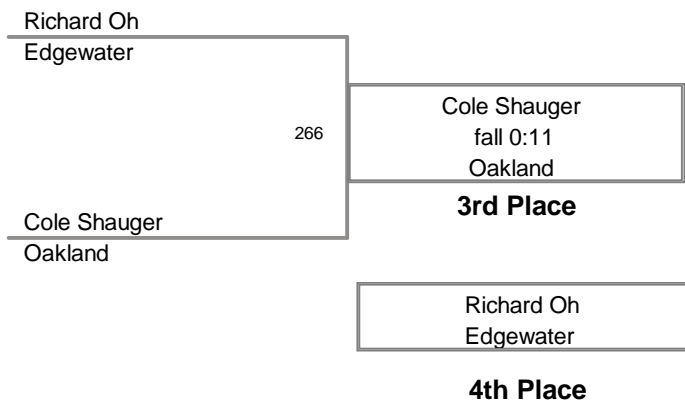 Richard Oh
Edgewater
266
Cole Shauger
fall 0:11
Oakland
3rd Place
Cole Shauger
Oakland
Richard Oh
Edgewater
4th Place